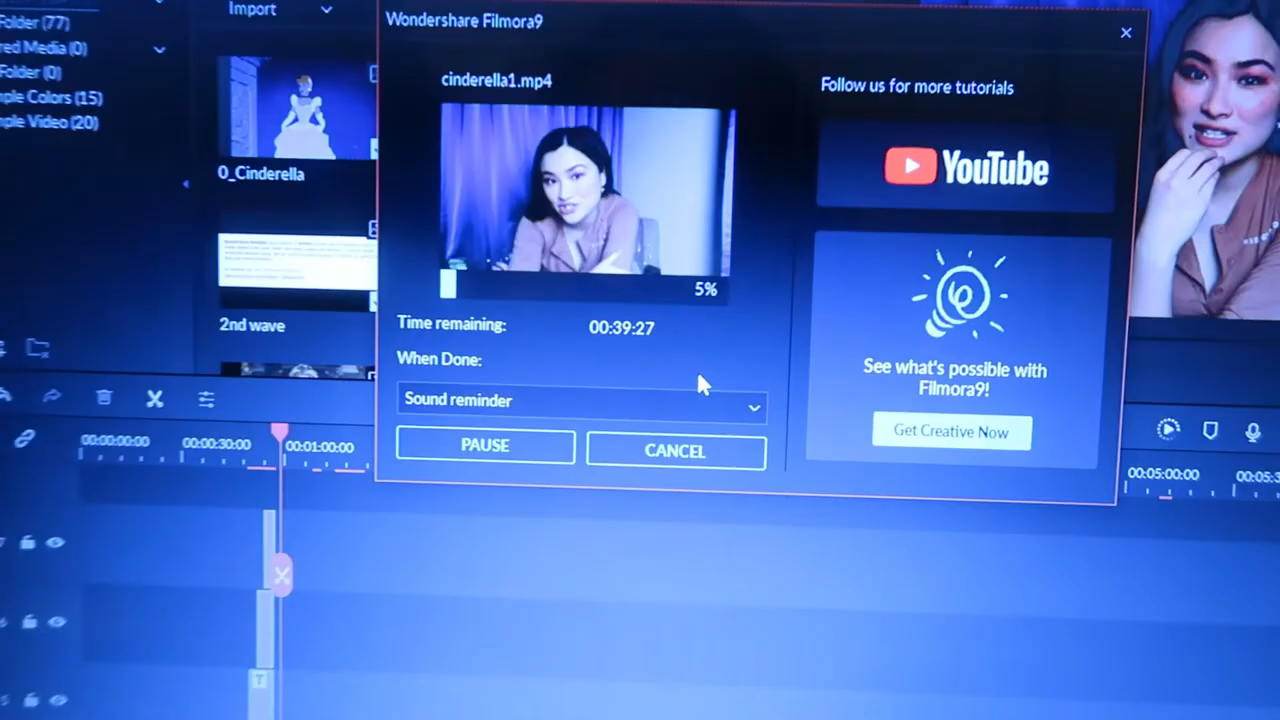 Import
Folder (77)
red Media (0)
Folder (0)
ple Colors (15)
ple Video (20)
0_Cinderella
2nd wave
Wondershare Filmora9
cinderella1.mp4
5%
Time remaining: 00:39:27
When Done:
Sound reminder
PAUSE CANCEL
Follow us for more tutorials
YouTube
See what's possible with
Filmora9!
Get Creative Now
00:00:00:00 00:00:30:00 00:01:00:00 00:05:00:00 00:05:3
T